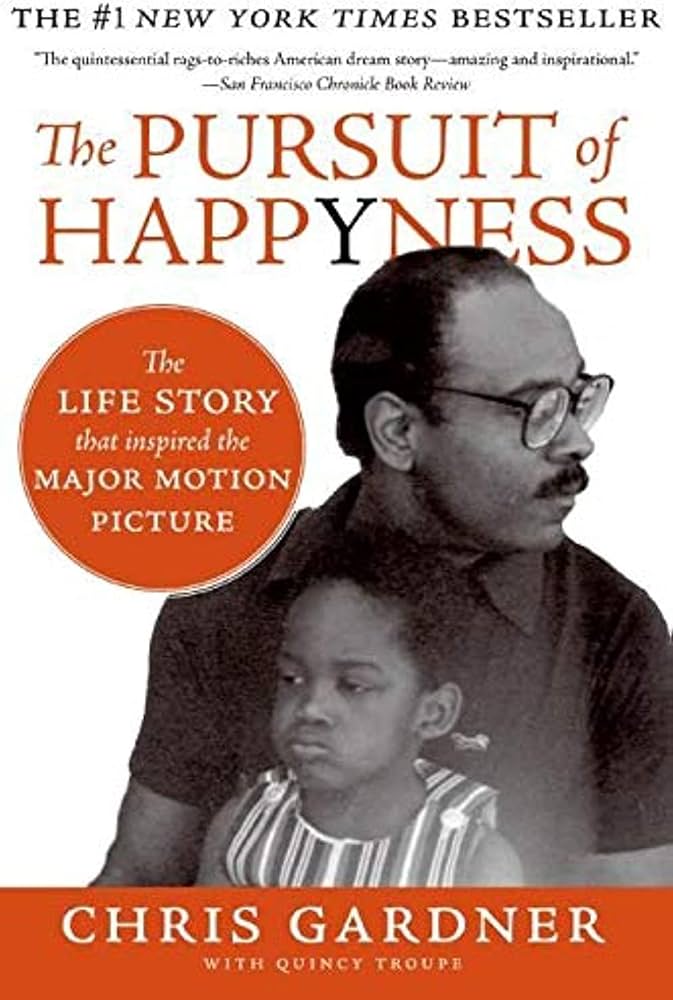 THE #1 NEW YORK TIMES BESTSELLER
"The quintessential rags-to-riches American dream story—amazing and inspirational."
—San Francisco Chronicle Book Review
The PURSUIT of
HAPPYNESS
The
LIFE STORY
that inspired the
MAJOR MOTION
PICTURE
CHRIS GARDNER
WITH QUINCY TROUPE